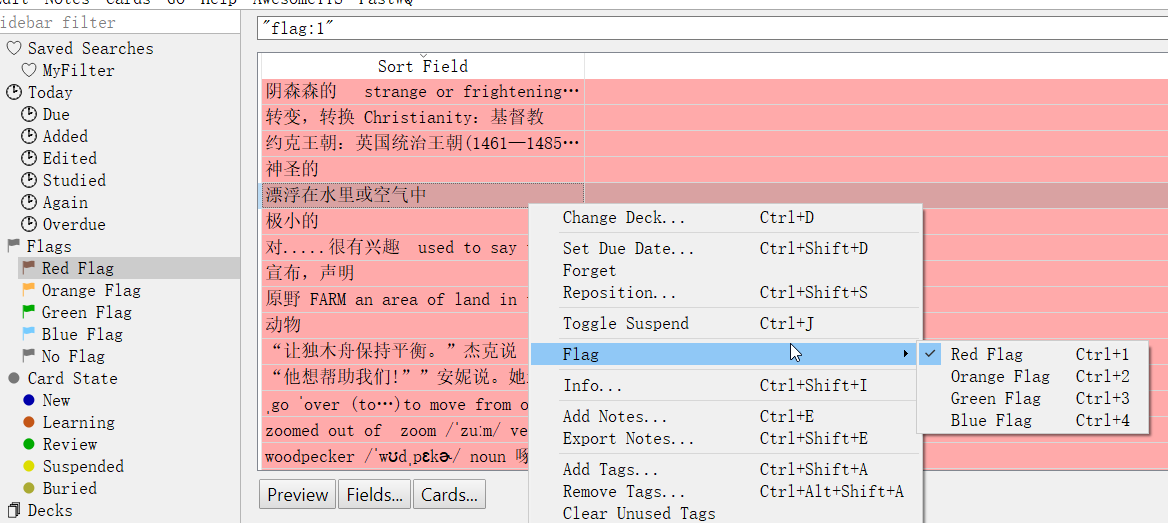 Edit Notes Cards Go Help AwesomeTTS FastWQ
idebar filter
"flag:1"
Saved Searches
MyFilter
Today
Due
Added
Edited
Studied
Again
Overdue
Flags
Red Flag
Orange Flag
Green Flag
Blue Flag
No Flag
Card State
New
Learning
Review
Suspended
Buried
Decks
Sort Field
阴森森的 strange or frightening…
转变，转换 Christianity：基督教
约克王朝：英国统治王朝(1461—1485…
神圣的
漂浮在水里或空气中
极小的
对.....很有兴趣 used to say
宣布，声明
原野 FARM an area of land in
动物
“让独木舟保持平衡。”杰克说
“他想帮助我们！””安妮说。她
ˌgo ˈover (to…)to move from o
zoomed out of zoom /ˈzuːm/ ve
woodpecker /ˈwʊdˌpɛkɚ/ noun 啄
Preview Fields... Cards...
Change Deck... Ctrl+D
Set Due Date... Ctrl+Shift+D
Forget
Reposition... Ctrl+Shift+S
Toggle Suspend Ctrl+J
Flag
Info... Ctrl+Shift+I
Add Notes... Ctrl+E
Export Notes... Ctrl+Shift+E
Add Tags... Ctrl+Shift+A
Remove Tags... Ctrl+Alt+Shift+A
Clear Unused Tags
Red Flag Ctrl+1
Orange Flag Ctrl+2
Green Flag Ctrl+3
Blue Flag Ctrl+4